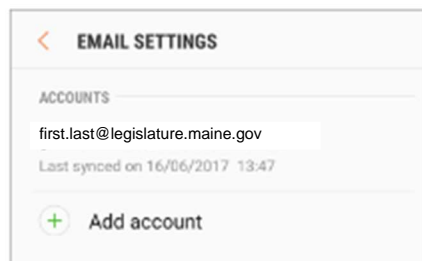 EMAIL SETTINGS
ACCOUNTS
first.last@legislature.maine.gov
Last synced on 16/06/2017 13:47
Add account